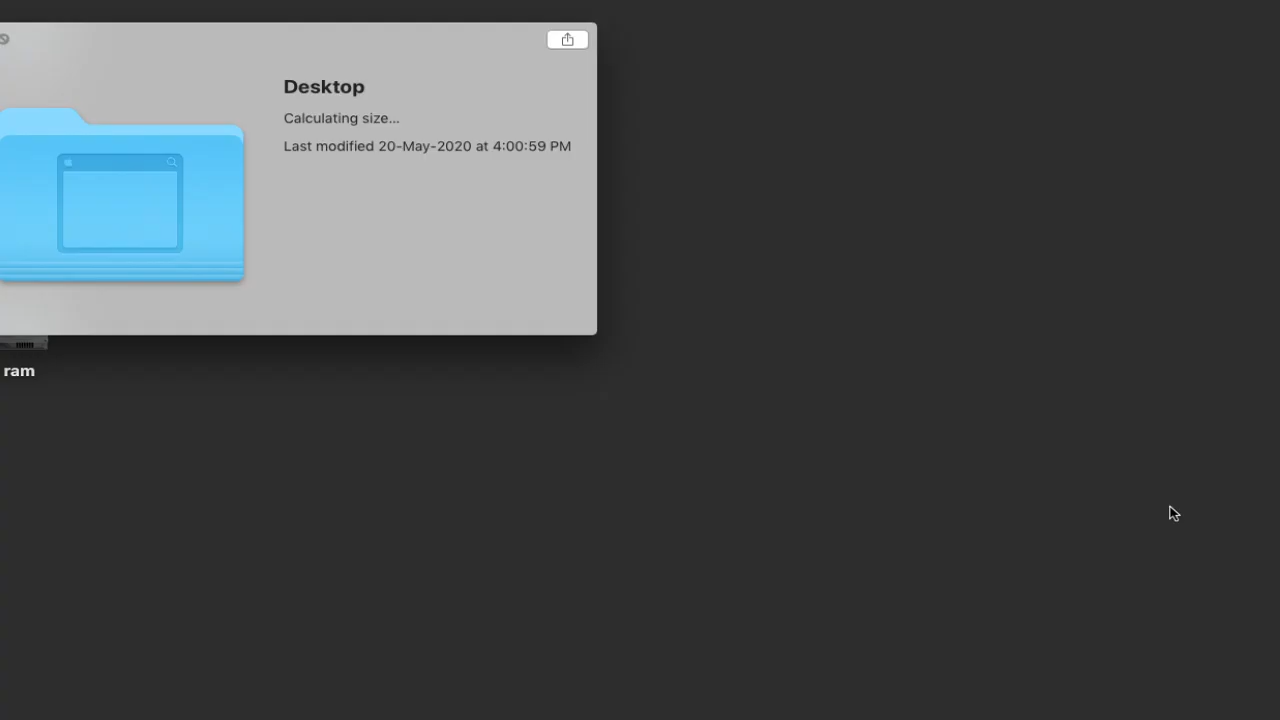 Desktop
Calculating size...
Last modified 20-May-2020 at 4:00:59 PM
ram